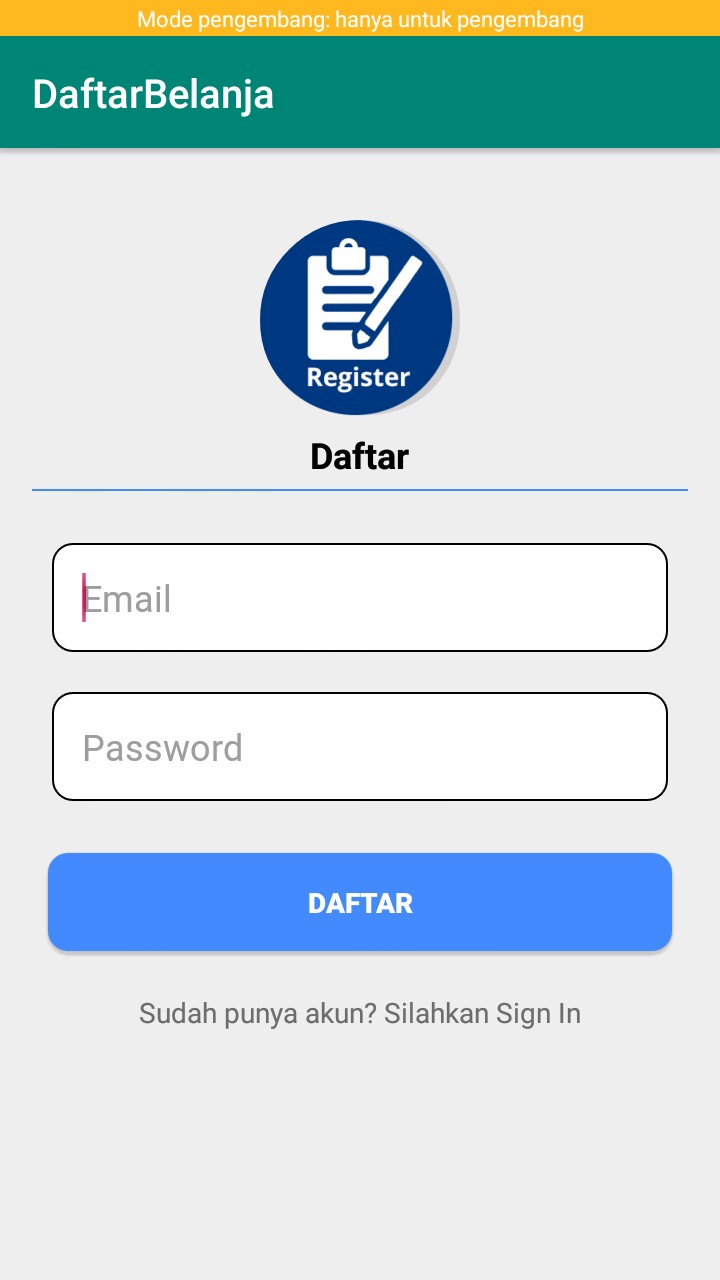 Mode pengembang: hanya untuk pengembang
DaftarBelanja
Register
Daftar
Email
Password
DAFTAR
Sudah punya akun? Silahkan Sign In